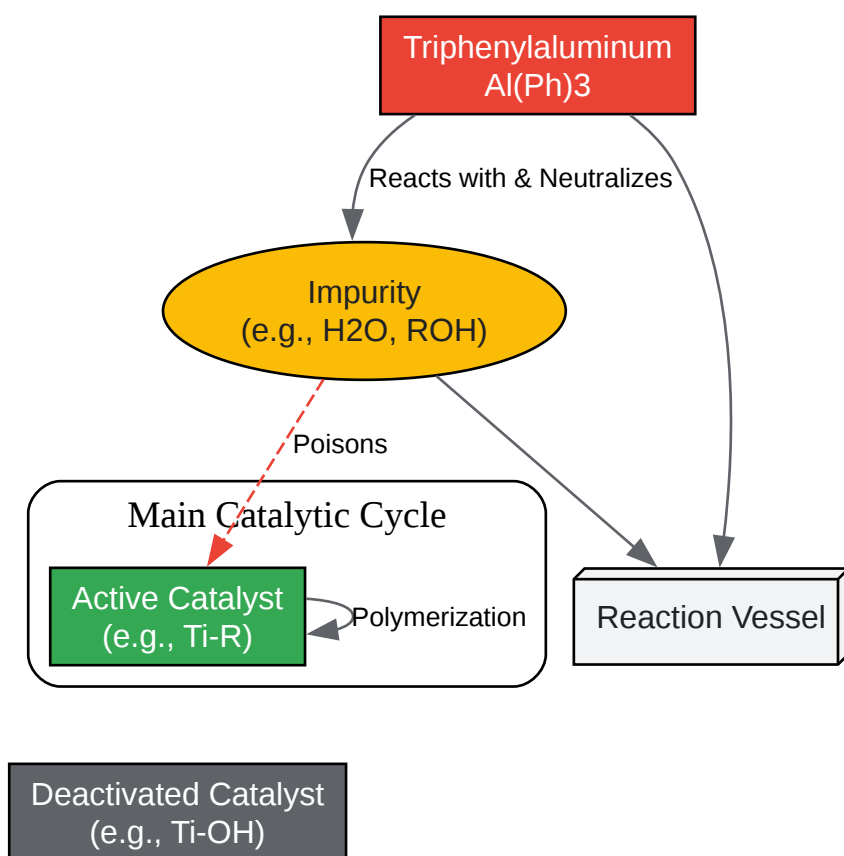 Triphenylaluminum
Al(Ph)3
Reacts with & Neutralizes
Impurity
(e.g., H2O, ROH)
Poisons
Main Catalytic Cycle
Active Catalyst
(e.g., Ti-R)
Polymerization
Reaction Vessel
Deactivated Catalyst
(e.g., Ti-OH)